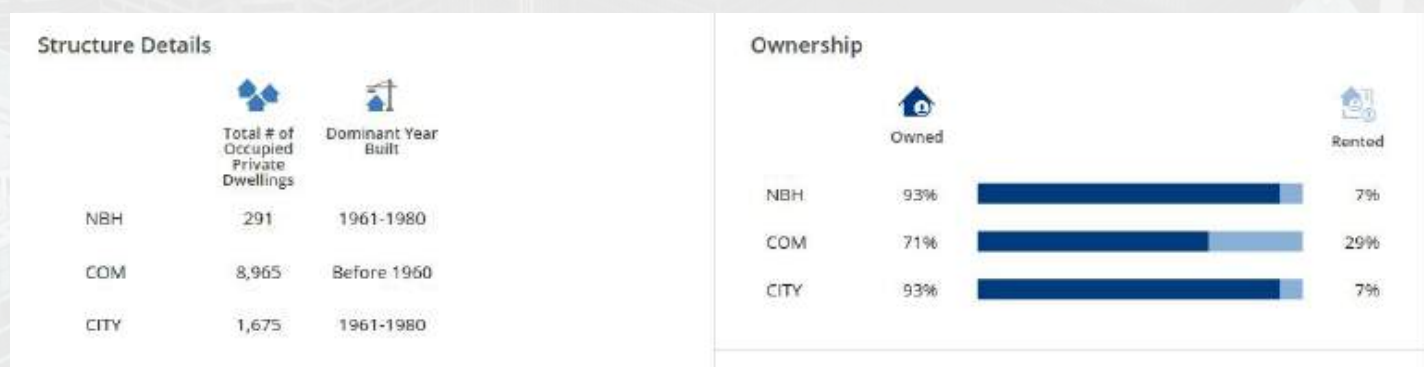 Structure Details
Total # of
Occupied
Private
Dwellings
Dominant Year
Built
NBH 291 1961-1980
COM 8,965 Before 1960
CITY 1,675 1961-1980
Ownership
Owned
Rented
NBH 93% 7%
COM 71% 29%
CITY 93% 7%